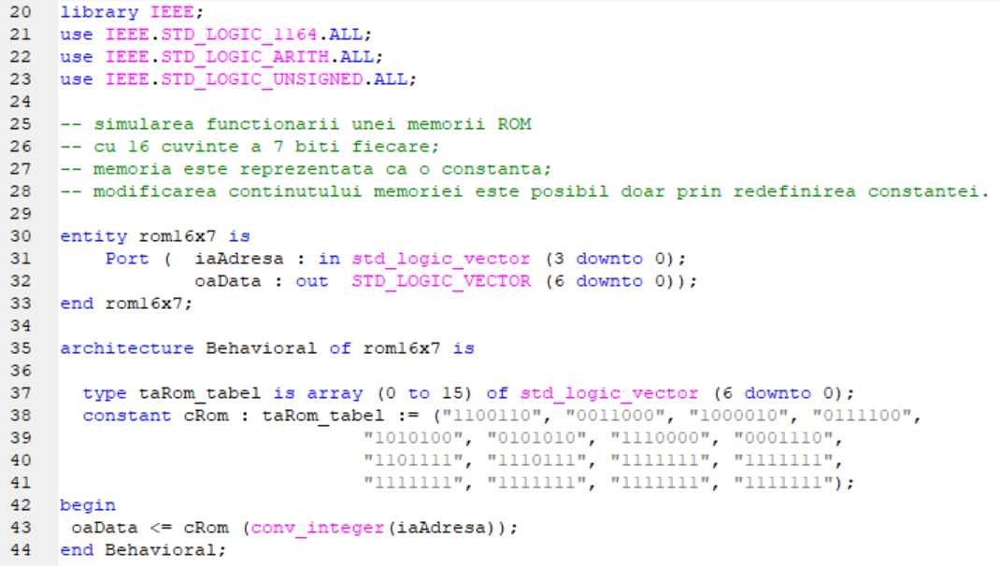 20 library IEEE;
21 use IEEE.STD_LOGIC_1164.ALL;
22 use IEEE.STD_LOGIC_ARITH.ALL;
23 use IEEE.STD_LOGIC_UNSIGNED.ALL;
24
25 -- simularea functionarii unei memorii ROM
26 -- cu 16 cuvinte a 7 biti fiecare;
27 -- memoria este reprezentata ca o constanta;
28 -- modificarea continutului memoriei este posibil doar prin redefinirea constantei.
29
30 entity rom16x7 is
31     Port (  iaAdresa : in std_logic_vector (3 downto 0);
32             oaData : out  STD_LOGIC_VECTOR (6 downto 0));
33 end rom16x7;
34
35 architecture Behavioral of rom16x7 is
36
37   type taRom_tabel is array (0 to 15) of std_logic_vector (6 downto 0);
38   constant cRom : taRom_tabel := ("1100110", "0011000", "1000010", "0111100",
39                            "1010100", "0101010", "1110000", "0001110",
40                            "1101111", "1110111", "1111111", "1111111",
41                            "1111111", "1111111", "1111111", "1111111");
42 begin
43  oaData <= cRom (conv_integer(iaAdresa));
44 end Behavioral;